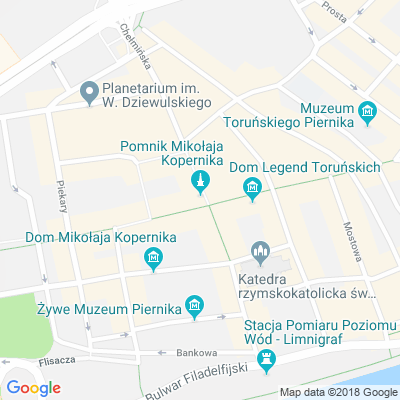 Prosta
Chełmińska
Planetarium im.
W. Dziewulskiego
Muzeum
Toruńskiego Piernika
Pomnik Mikołaja
Kopernika
Dom Legend Toruńskich
Piekary
Mostowa
Dom Mikołaja Kopernika
Katedra
rzymskokatolicka św...
Żywe Muzeum Piernika
Stacja Pomiaru Poziomu
Wód - Limnigraf
Bankowa
Flisacza
Bulwar Filadelfijski
Google
Map data ©2018 Google